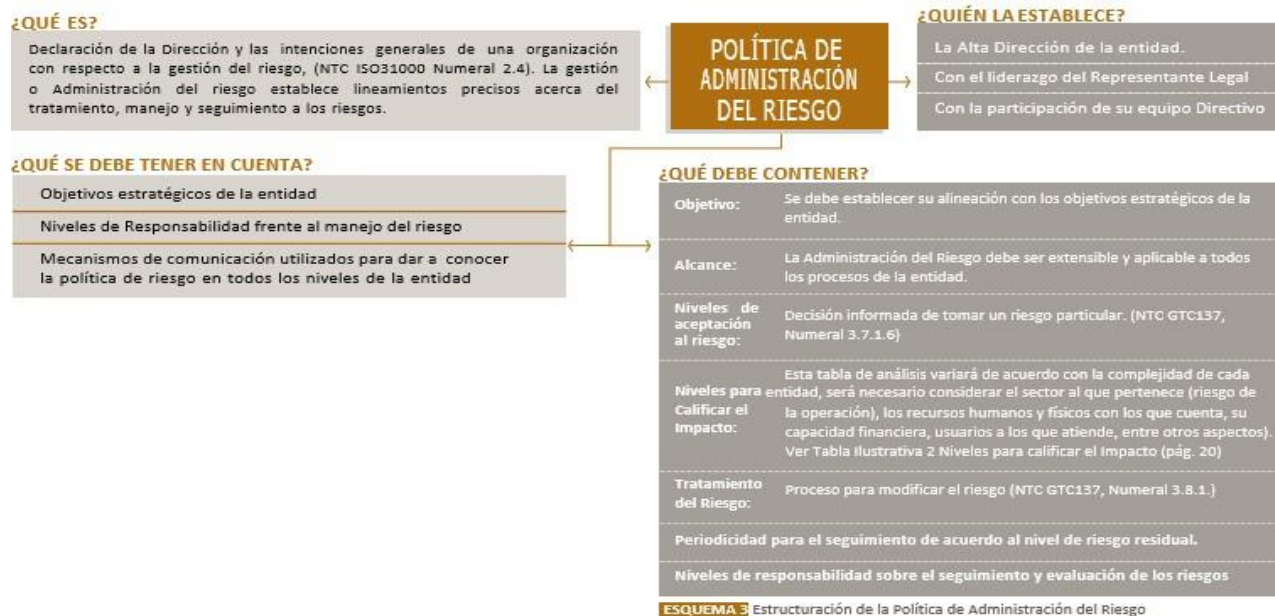 ¿QUÉ ES?
Declaración de la Dirección y las intenciones generales de una organización
con respecto a la gestión del riesgo, (NTC ISO31000 Numeral 2.4). La gestión
o Administración del riesgo establece lineamientos precisos acerca del
tratamiento, manejo y seguimiento a los riesgos.
POLÍTICA DE
ADMINISTRACIÓN
DEL RIESGO
¿QUIÉN LA ESTABLECE?
La Alta Dirección de la entidad.
Con el liderazgo del Representante Legal
Con la participación de su equipo Directivo
¿QUÉ SE DEBE TENER EN CUENTA?
Objetivos estratégicos de la entidad
Niveles de Responsabilidad frente al manejo del riesgo
Mecanismos de comunicación utilizados para dar a conocer
la política de riesgo en todos los niveles de la entidad
¿QUÉ DEBE CONTENER?
Objetivo: Se debe establecer su alineación con los objetivos estratégicos de la
entidad.
Alcance: La Administración del Riesgo debe ser extensible y aplicable a todos
los procesos de la entidad.
Niveles de
aceptación
al riesgo:
Decisión informada de tomar un riesgo particular. (NTC GTC137,
Numeral 3.7.1.6)
Esta tabla de análisis variará de acuerdo con la complejidad de cada
Niveles para entidad, será necesario considerar el sector al que pertenece (riesgo de
Calificar el la operación), los recursos humanos y físicos con los que cuenta, su
Impacto: capacidad financiera, usuarios a los que atiende, entre otros aspectos).
Ver Tabla Ilustrativa 2 Niveles para calificar el Impacto (pág. 20)
Tratamiento
del Riesgo:
Proceso para modificar el riesgo (NTC GTC137, Numeral 3.8.1.)
Periodicidad para el seguimiento de acuerdo al nivel de riesgo residual.
Niveles de responsabilidad sobre el seguimiento y evaluación de los riesgos
ESQUEMA 3 Estructuración de la Política de Administración del Riesgo